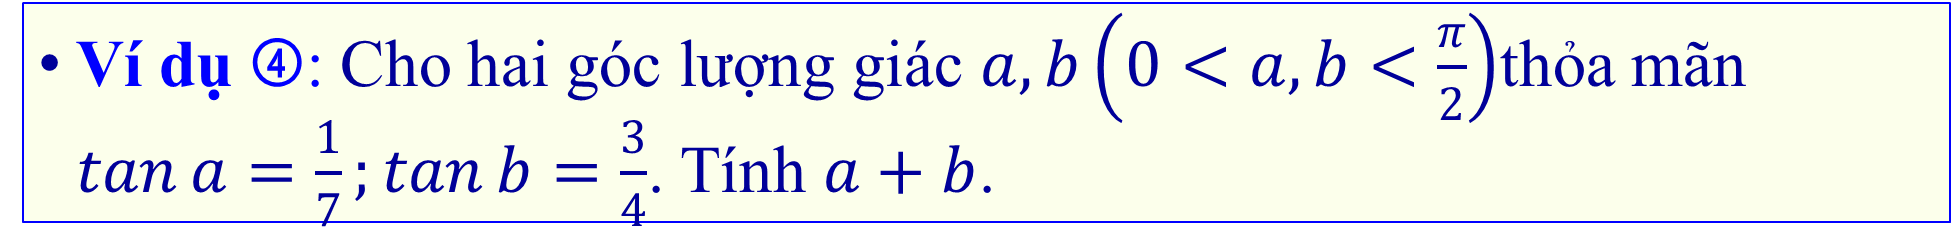 • Ví dụ ④: Cho hai góc lượng giác a, b (0 < a, b < π/2) thỏa mãn
tan a = 1/7; tan b = 3/4. Tính a + b.